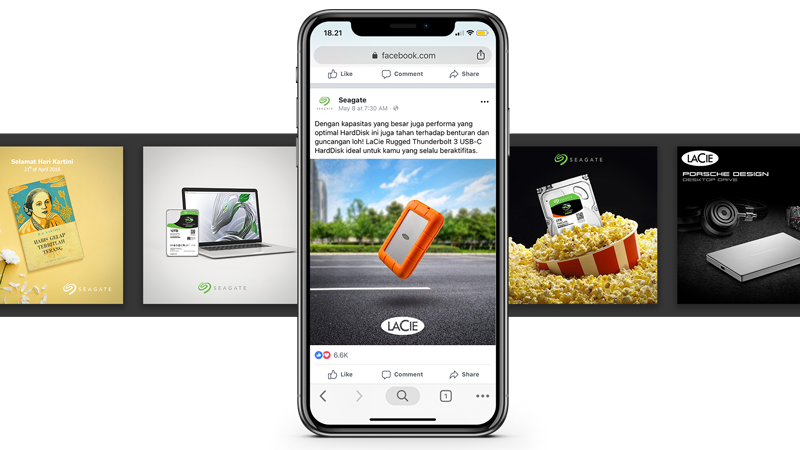 18.21
facebook.com
Like Comment Share
Seagate
SEAGATE
May 8 at 7:30 AM
Dengan kapasitas yang besar juga performa yang
optimal HardDisk ini juga tahan terhadap benturan dan
guncangan loh! LaCie Rugged Thunderbolt 3 USB-C
HardDisk ideal untuk kamu yang selalu beraktifitas.
LACIE
6.6K
Like Comment Share
1
Selamat Hari Kartini
21st of April 2019
HABIS GELAP
TERBITLAH
TERANG
SEAGATE
SEAGATE
SEAGATE
LACIE
PORSCHE DESIGN
DESKTOP DRIVE